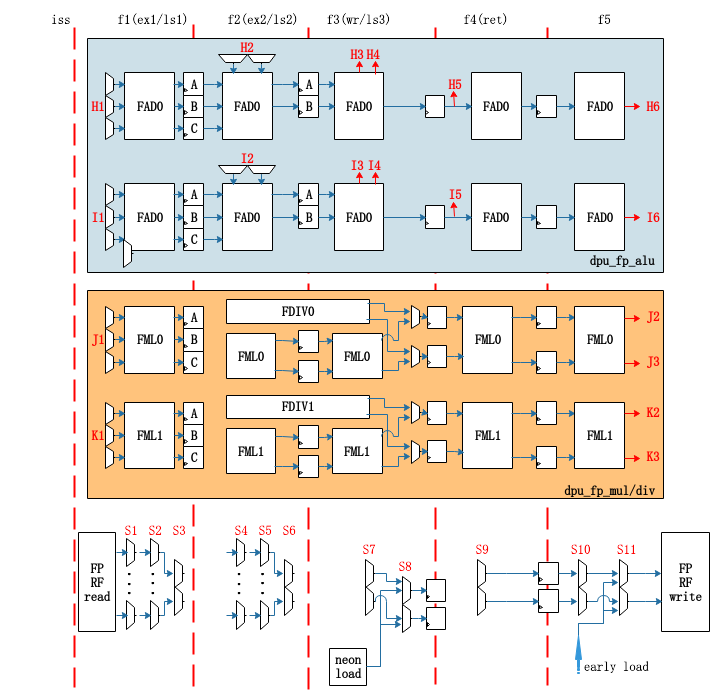 iss f1(ex1/ls1) f2(ex2/ls2) f3(wr/ls3) f4(ret) f5
H2
H3 H4
H1 FAD0 A B C FAD0 A B FAD0 H5 FAD0 FAD0 H6
I2
I3 I4
I1 FAD0 A B C FAD0 A B FAD0 I5 FAD0 FAD0 I6
dpu_fp_alu
FDIV0
J1 FML0 A B C FML0 FML0 FML0 FML0 J2
J3
FDIV1
K1 FML1 A B C FML1 FML1 FML1 FML1 K2
K3
dpu_fp_mul/div
S1 S2 S3 S4 S5 S6 S7 S8 S9 S10 S11
FP
RF
read
FP
RF
write
neon
load
early load